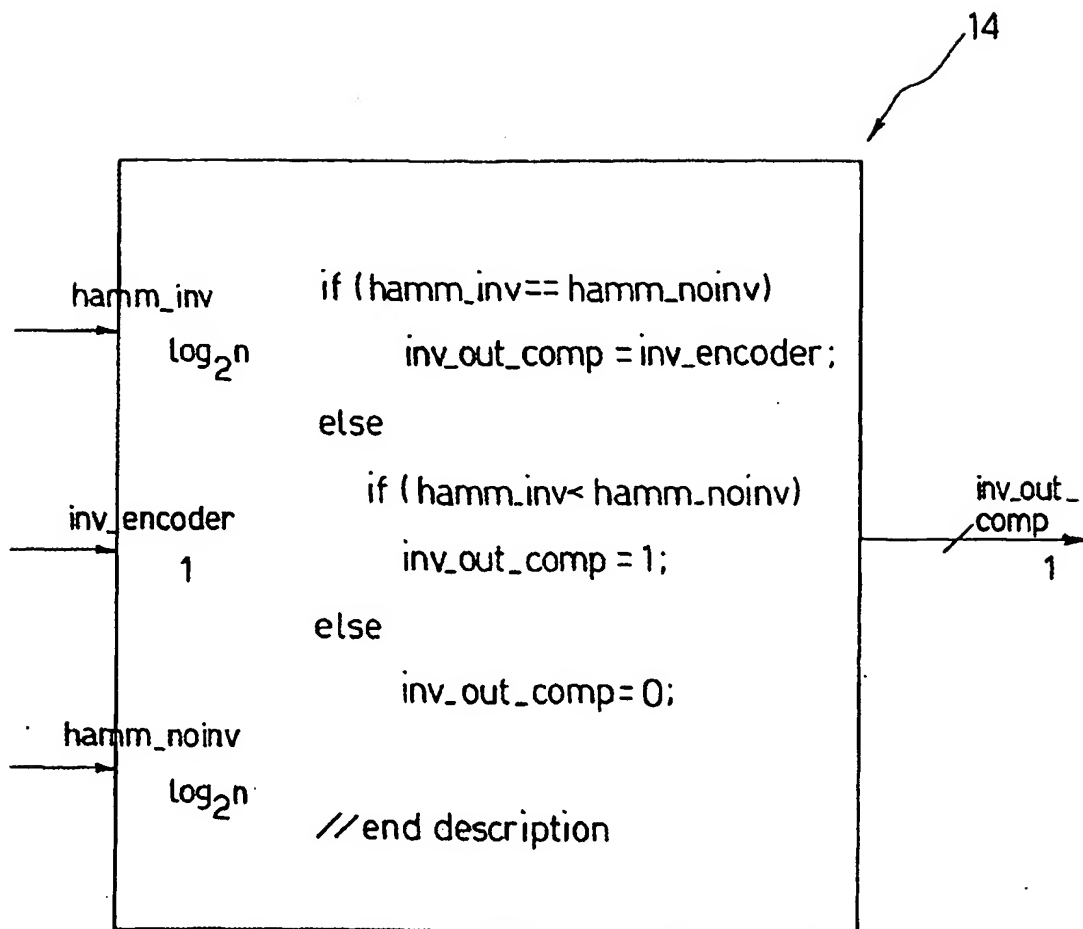 14
hamm_inv
log2n
if (hamm_inv== hamm_noinv)
inv_out_comp = inv_encoder;
else
if (hamm_inv< hamm_noinv)
inv_encoder
1
inv_out_comp = 1;
inv_out_
comp
1
else
inv_out_comp=0;
hamm_noinv
log2n
//end description